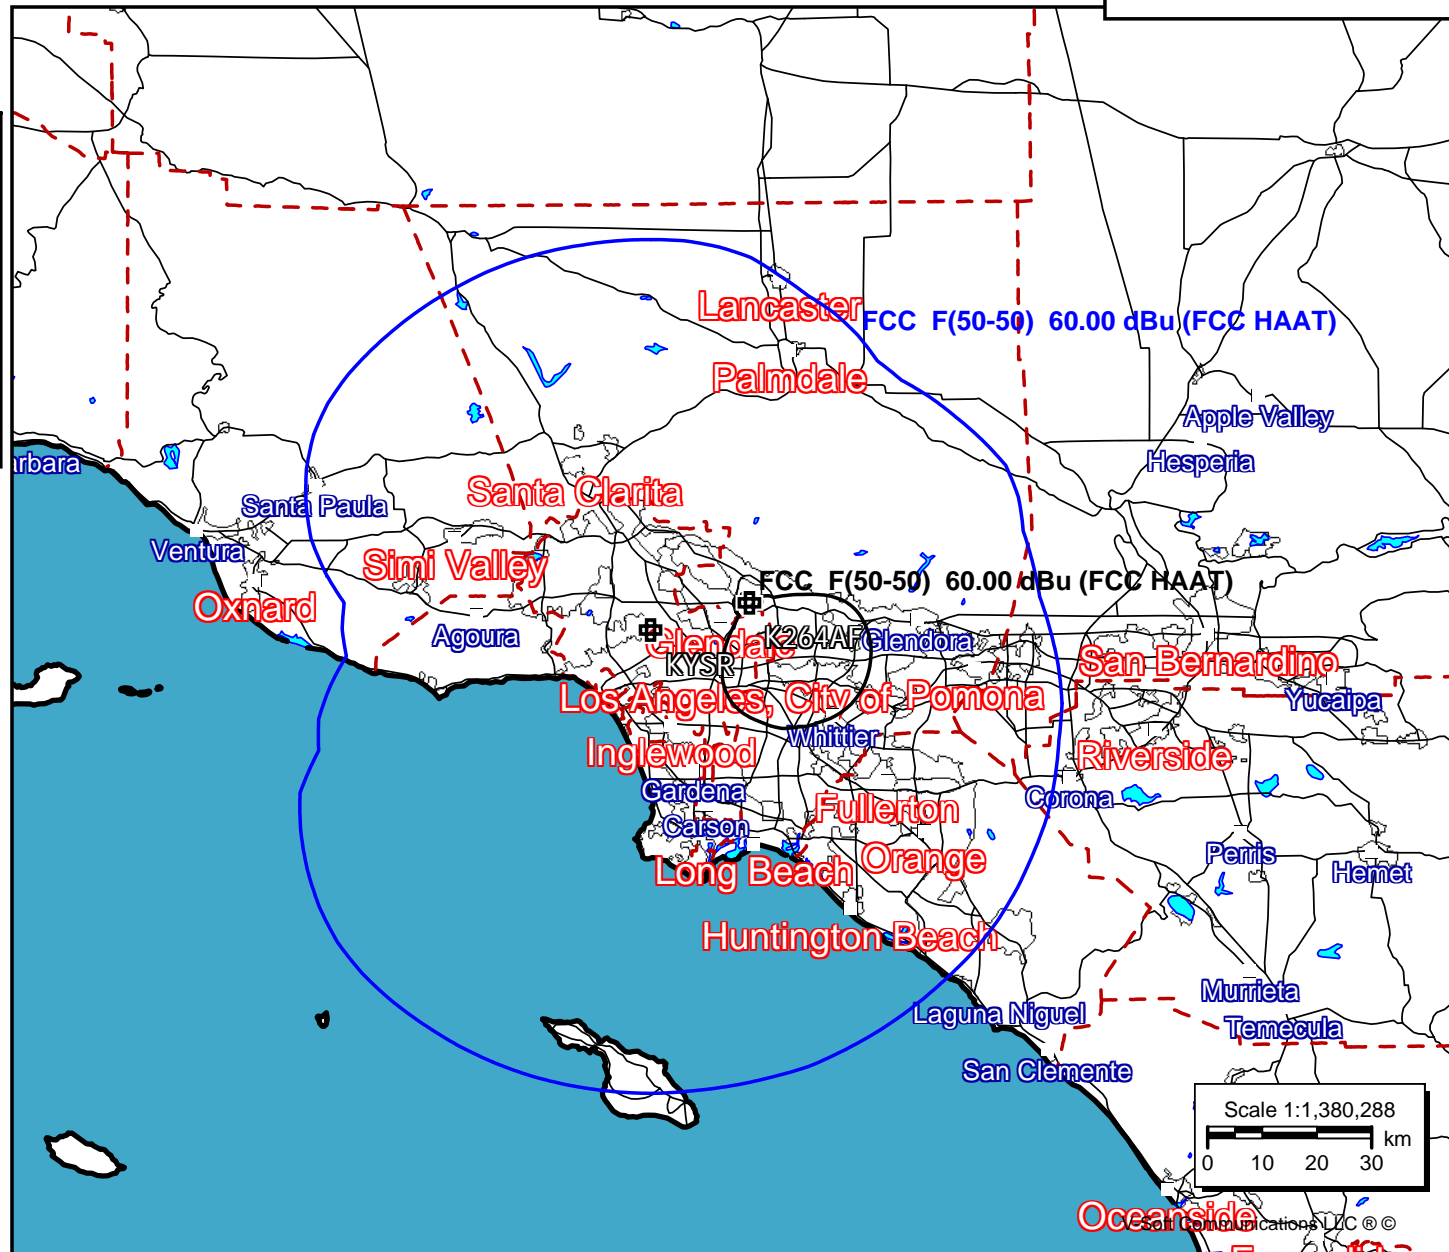 Lancaster
FCC F(50-50) 60.00 dBu (FCC HAAT)
Palmdale
Apple Valley
Hesperia
arbara
Santa Clarita
Santa Paula
Ventura
Simi Valley
FCC F(50-50) 60.00 dBu (FCC HAAT)
Oxnard
Agoura
Glendale
K264AF
Glendora
KYSR
San Bernardino
Los Angeles, City of
Pomona
Yucaipa
Whittier
Inglewood
Riverside
Gardena
Corona
Fullerton
Carson
Long Beach
Orange
Perris
Hemet
Huntington Beach
Murrieta
Laguna Niguel
Temecula
San Clemente
Scale 1:1,380,288
km
0 10 20 30
Oceanside
V-Soft Communications LLC ® ©